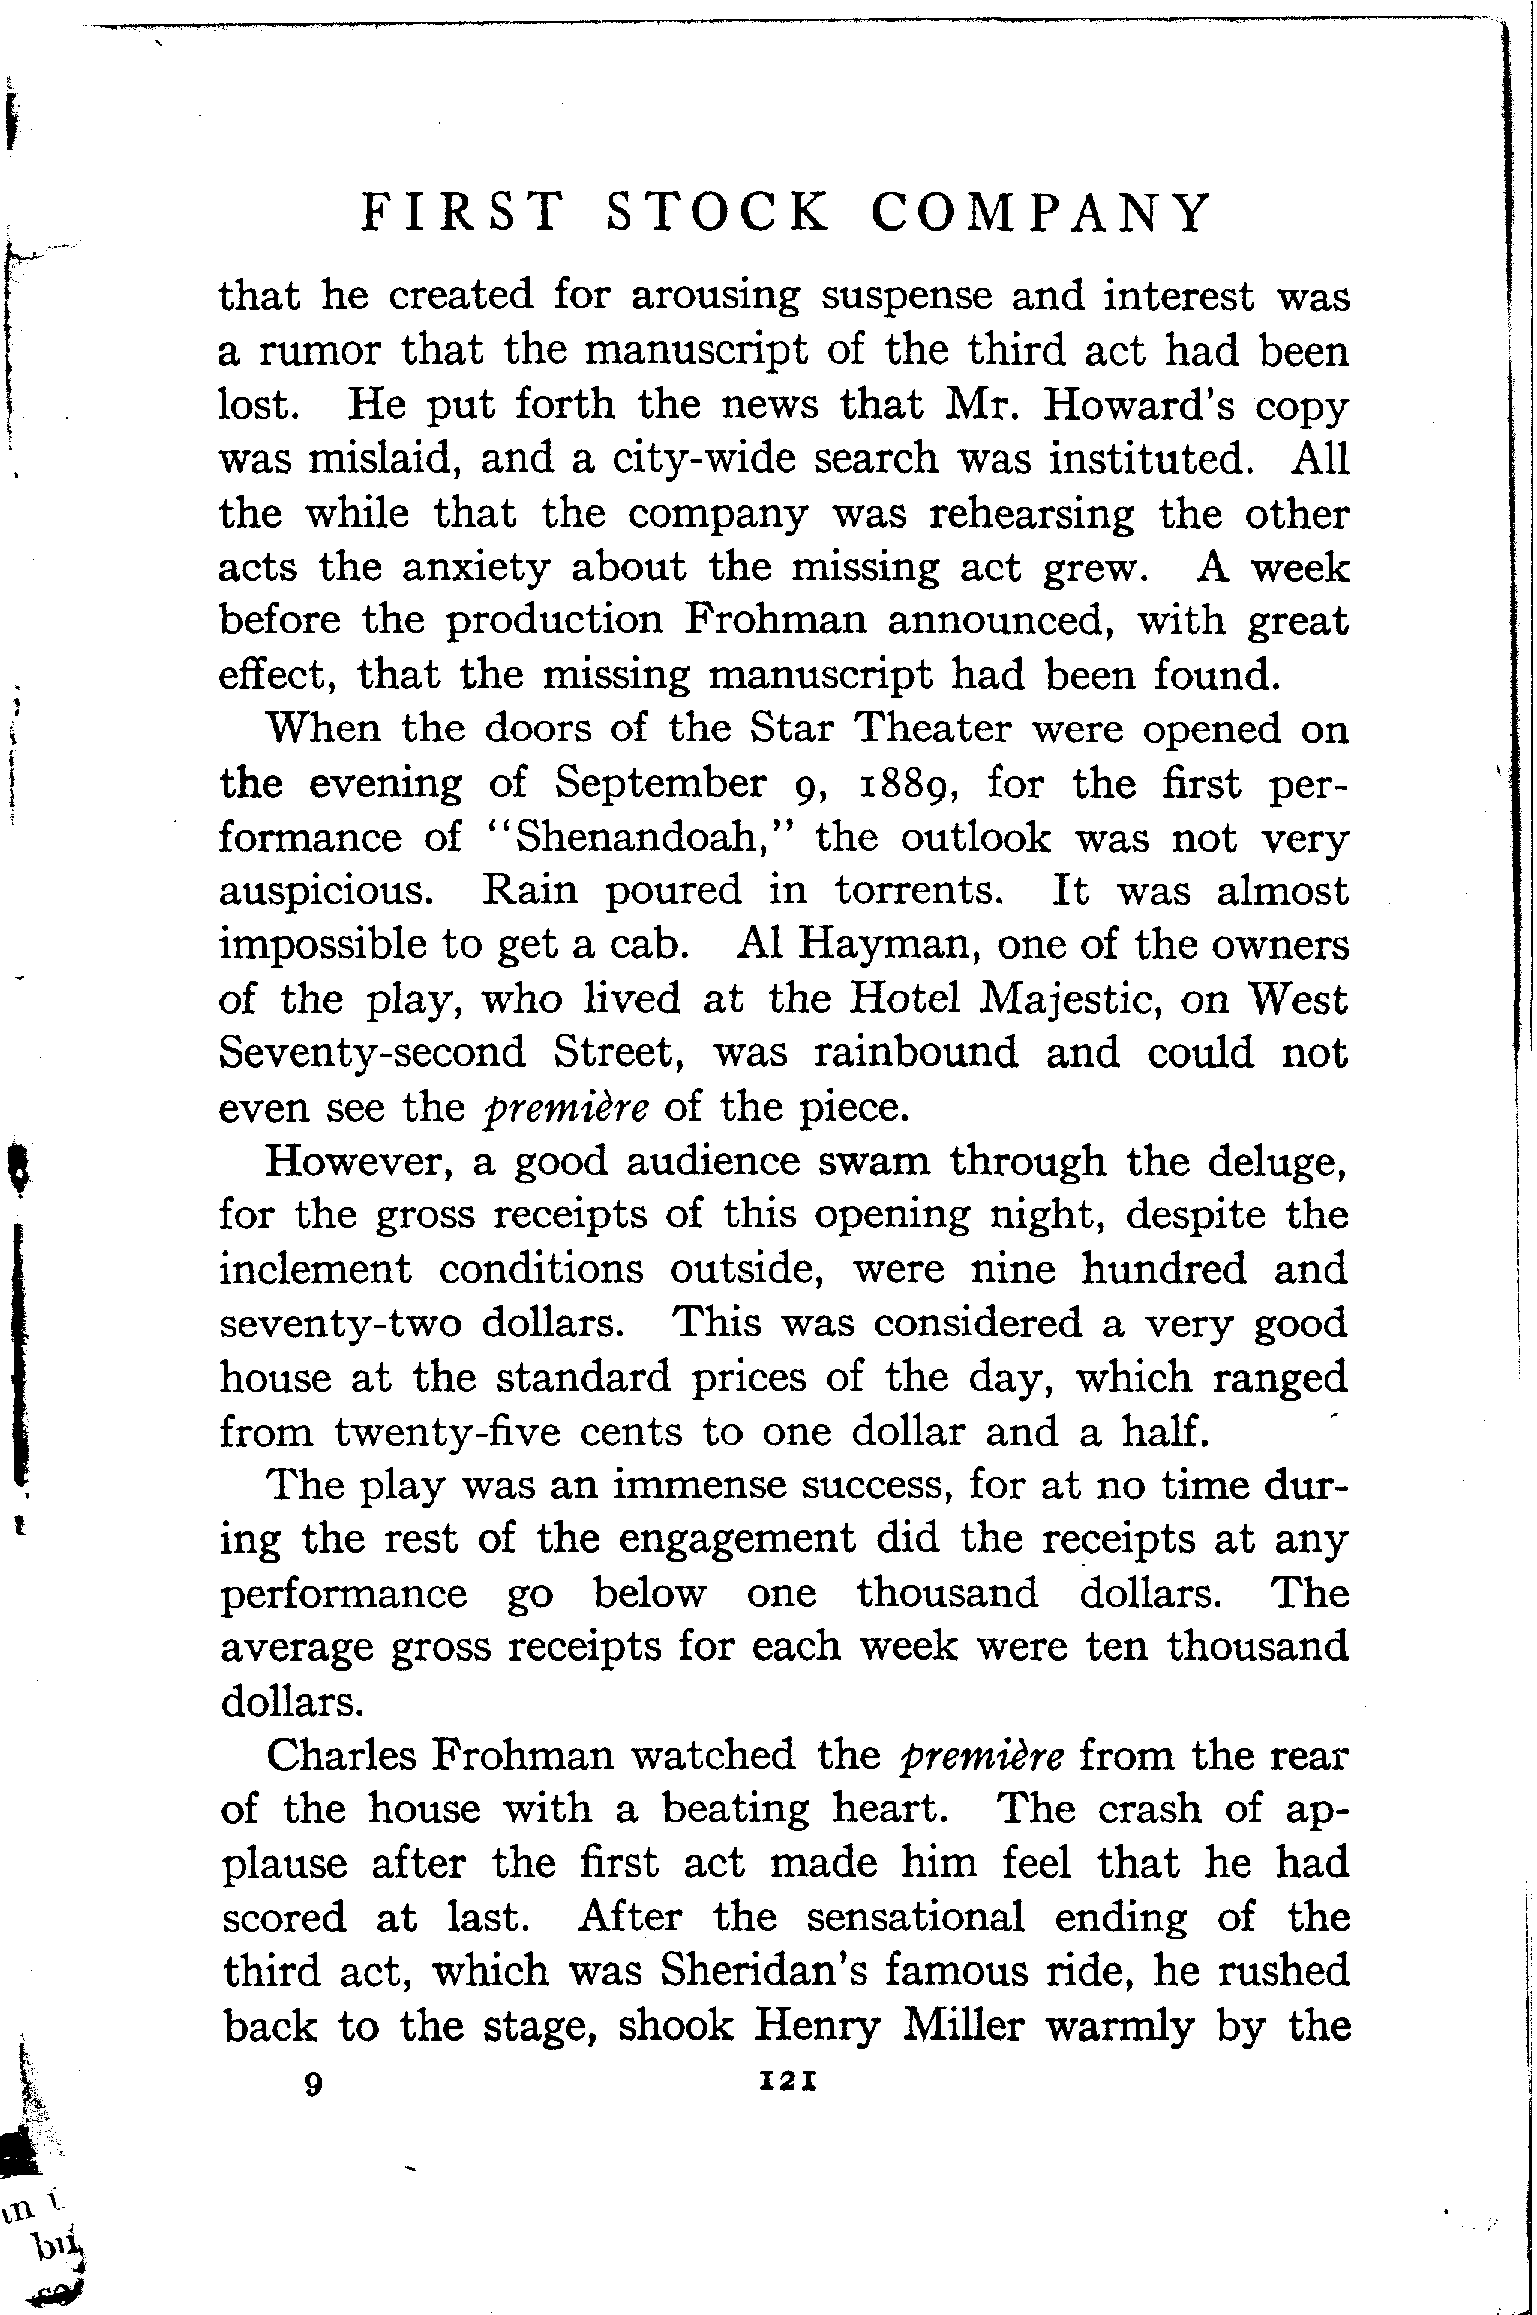 FIRST STOCK COMPANY
that he created for arousing suspense and interest was
a rumor that the manuscript of the third act had been
lost. He put forth the news that Mr. Howard's copy
was mislaid, and a city-wide search was instituted. All
the while that the company was rehearsing the other
acts the anxiety about the missing act grew. A week
before the production Frohman announced, with great
effect, that the missing manuscript had been found.
When the doors of the Star Theater were opened on
the evening of September 9, 1889, for the first per-
formance of "Shenandoah," the outlook was not very
auspicious. Rain poured in torrents. It was almost
impossible to get a cab. Al Hayman, one of the owners
of the play, who lived at the Hotel Majestic, on West
Seventy-second Street, was rainbound and could not
even see the première of the piece.
However, a good audience swam through the deluge,
for the gross receipts of this opening night, despite the
inclement conditions outside, were nine hundred and
seventy-two dollars. This was considered a very good
house at the standard prices of the day, which ranged
from twenty-five cents to one dollar and a half.
The play was an immense success, for at no time dur-
ing the rest of the engagement did the receipts at any
performance go below one thousand dollars. The
average gross receipts for each week were ten thousand
dollars.
Charles Frohman watched the première from the rear
of the house with a beating heart. The crash of ap-
plause after the first act made him feel that he had
scored at last. After the sensational ending of the
third act, which was Sheridan's famous ride, he rushed
back to the stage, shook Henry Miller warmly by the
9 121